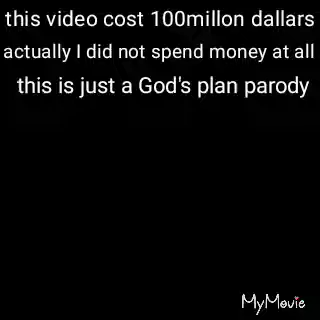 this video cost 100millon dallars
actually I did not spend money at all
this is just a God's plan parody
MyMovie